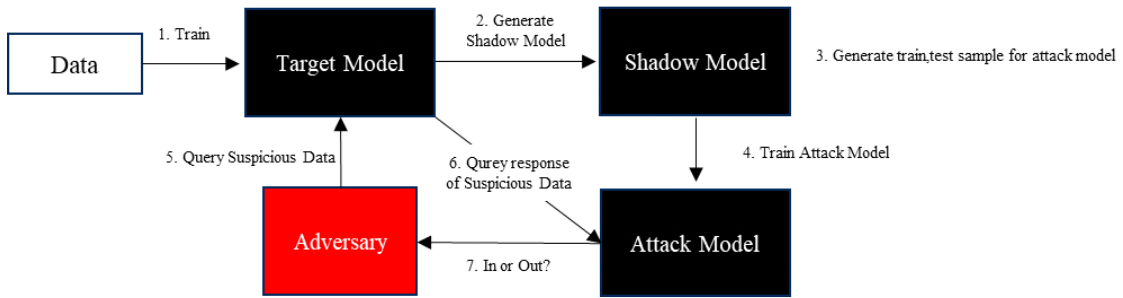 1. Train
2. Generate
Shadow Model
Data
Target Model
Shadow Model
3. Generate train,test sample for attack model
5. Query Suspicious Data
6. Qurey response
of Suspicious Data
4. Train Attack Model
Adversary
Attack Model
7. In or Out?